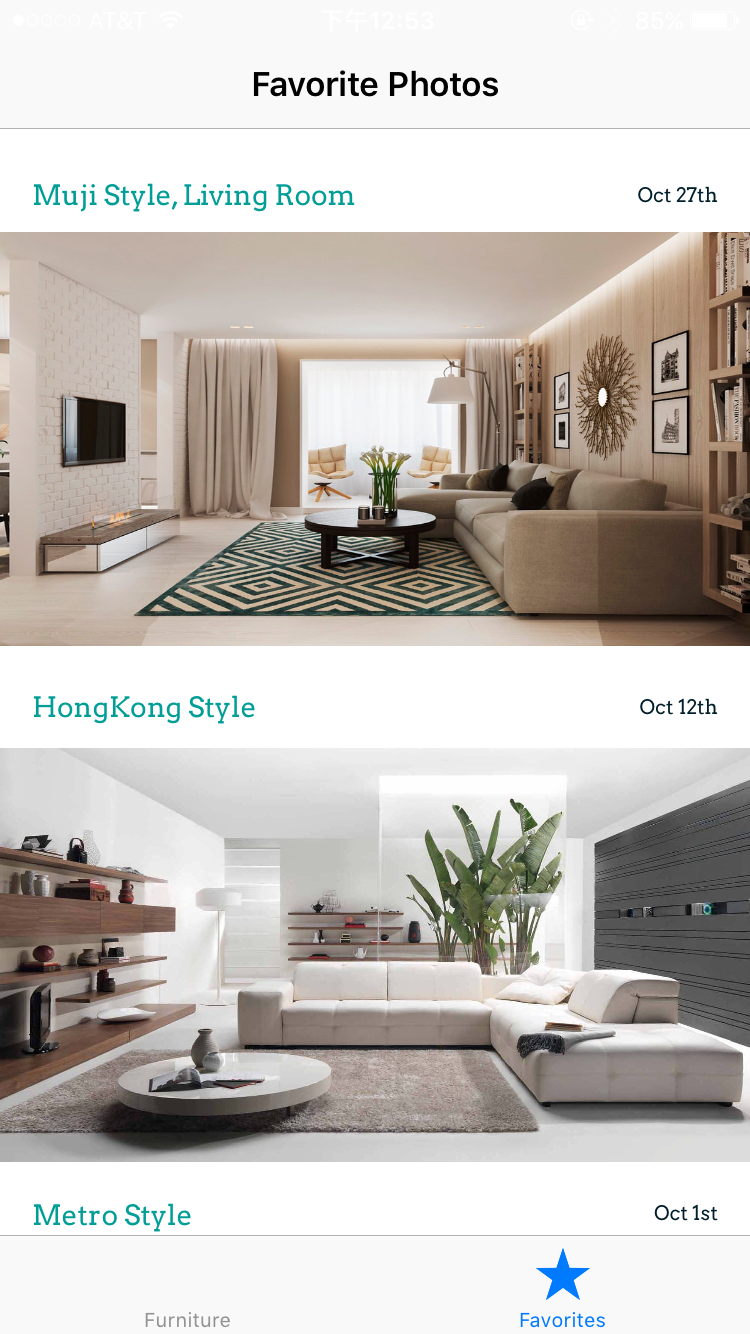 AT&T 下午12:53 85%
Favorite Photos
Muji Style, Living Room Oct 27th
HongKong Style Oct 12th
Metro Style Oct 1st
Furniture Favorites